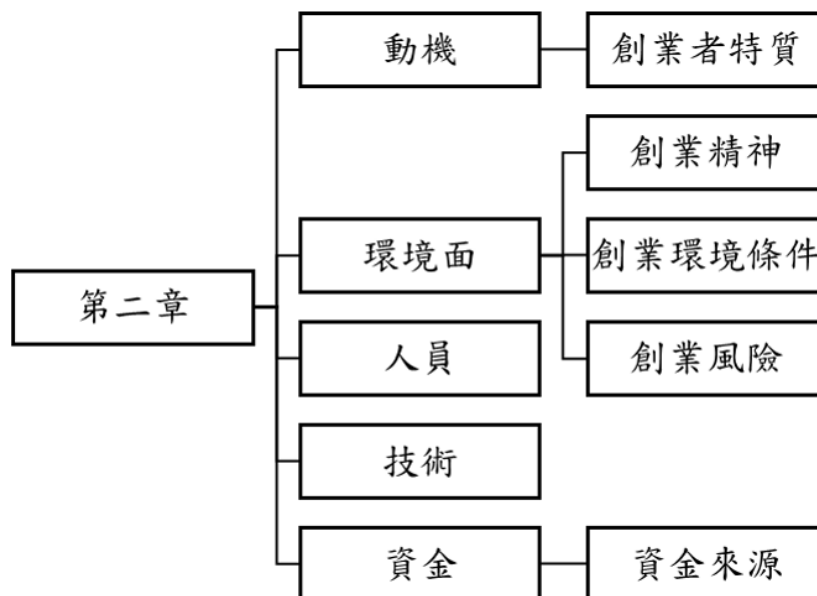 第二章
動機
創業者特質
環境面
創業精神
創業環境條件
創業風險
人員
技術
資金
資金來源